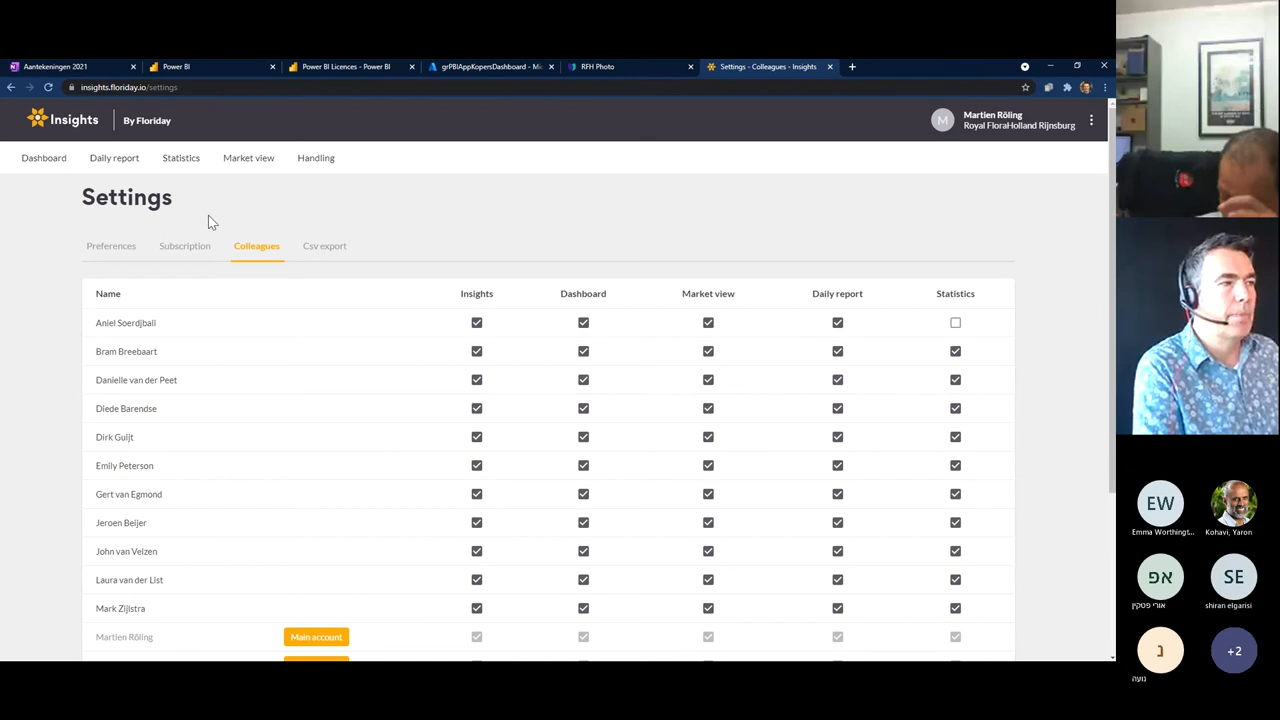 Aantekeningen 2021
Power BI
Power BI Licences - Power BI
grPBIAppKopersDashboard - Mi
RFH Photo
Settings - Colleagues - Insights
insights.floriday.io/settings
Insights
By Floriday
M
Martien Röling
Royal FloraHolland Rijnsburg
Dashboard
Daily report
Statistics
Market view
Handling
Settings
Preferences
Subscription
Colleagues
Csv export
Name
Insights
Dashboard
Market view
Daily report
Statistics
Aniel Soerdjbali
Bram Breebaart
Danielle van der Peet
Diede Barendse
Dirk Guijt
Emily Peterson
Gert van Egmond
Jeroen Beijer
John van Velzen
Laura van der List
Mark Zijlstra
Martien Röling
Main account
EW
Emma Worthingt...
Kohavi, Yaron
אפ
אורי פטקין
SE
shiran elgarisi
נ
נועה
+2